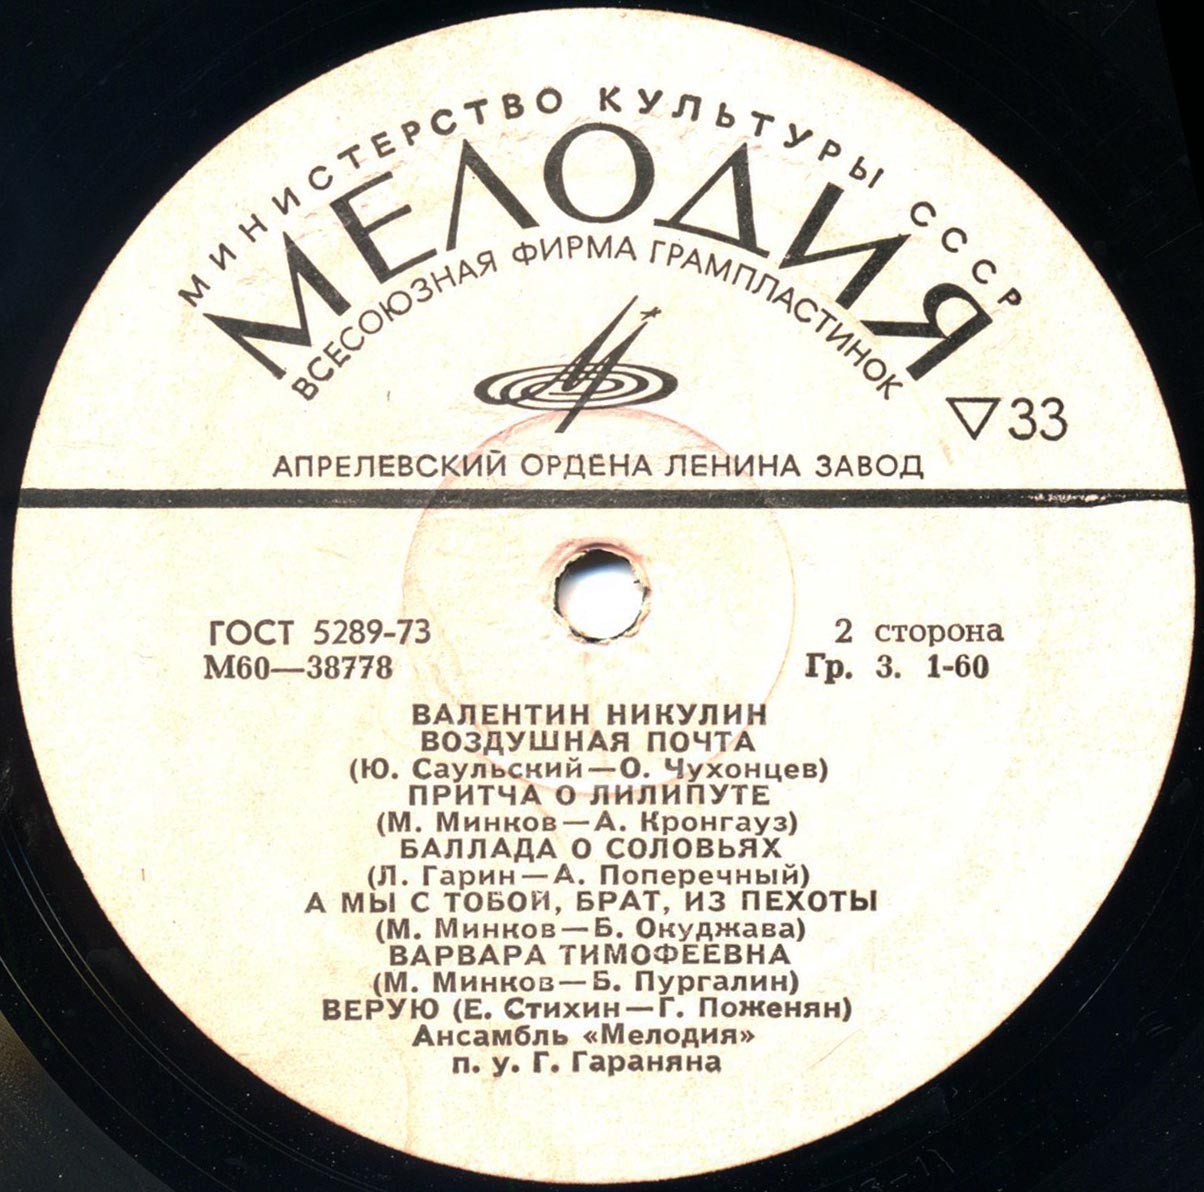 МИНИСТЕРСТВО КУЛЬТУРЫ СССР
МЕЛОДИЯ
ВСЕСОЮЗНАЯ ФИРМА ГРАМПЛАСТИНОК
33
АПРЕЛЕВСКИЙ ОРДЕНА ЛЕНИНА ЗАВОД
ГОСТ 5289-73
М60—38778
2 сторона
Гр. 3. 1-60
ВАЛЕНТИН НИКУЛИН
ВОЗДУШНАЯ ПОЧТА
(Ю. Саульский—О. Чухонцев)
ПРИТЧА О ЛИЛИПУТЕ
(М. Минков—А. Кронгауз)
БАЛЛАДА О СОЛОВЬЯХ
(Л. Гарин—А. Поперечный)
А МЫ С ТОБОЙ, БРАТ, ИЗ ПЕХОТЫ
(М. Минков—Б. Окуджава)
ВАРВАРА ТИМОФЕЕВНА
(М. Минков—Б. Пургалин)
ВЕРУЮ (Е. Стихин—Г. Поженян)
Ансамбль «Мелодия»
п. у. Г. Гараняна